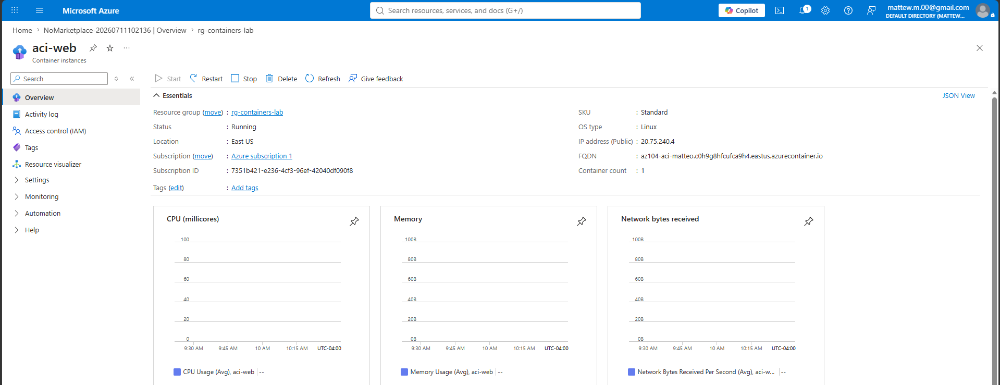 Microsoft Azure
Search resources, services, and docs (G+/)
Copilot
1
mattew.m.00@gmail.com
DEFAULT DIRECTORY (MATTEW...
Home > NoMarketplace-20260711102136 | Overview > rg-containers-lab
aci-web
Container instances
Search
Overview
Activity log
Access control (IAM)
Tags
Resource visualizer
Settings
Monitoring
Automation
Help
Start Restart Stop Delete Refresh Give feedback
Essentials
JSON View
Resource group (move) : rg-containers-lab
Status : Running
Location : East US
Subscription (move) : Azure subscription 1
Subscription ID : 7351b421-e236-4cf3-96ef-42040df090f8
Tags (edit) : Add tags
SKU : Standard
OS type : Linux
IP address (Public) : 20.75.240.4
FQDN : az104-aci-matteo.c0h9g8hfcufca9h4.eastus.azurecontainer.io
Container count : 1
CPU (millicores)
100
80
60
40
20
0
9:30 AM 9:45 AM 10 AM 10:15 AM UTC-04:00
CPU Usage (Avg), aci-web | --
Memory
100B
80B
60B
40B
20B
0B
9:30 AM 9:45 AM 10 AM 10:15 AM UTC-04:00
Memory Usage (Avg), aci-web | --
Network bytes received
100B
80B
60B
40B
20B
0B
9:30 AM 9:45 AM 10 AM 10:15 AM UTC-04:00
Network Bytes Received Per Second (Avg), aci-w... | --